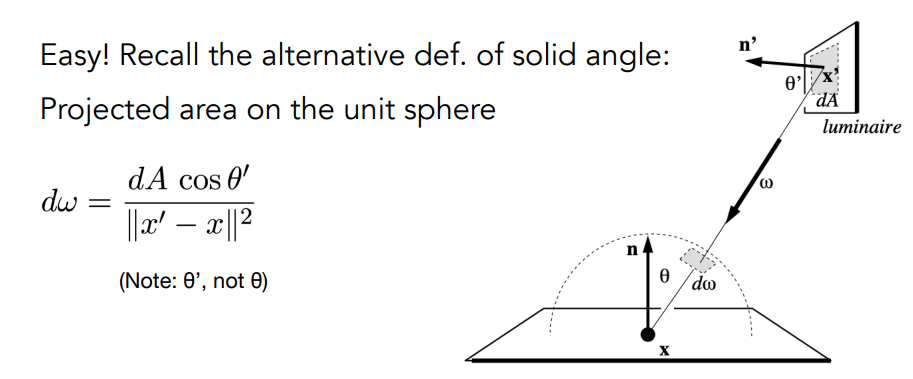 Easy! Recall the alternative def. of solid angle:
Projected area on the unit sphere
dω = dA cos θ′ / ||x′ − x||²
(Note: θ’, not θ)
n’
θ’
x’
dA
luminaire
ω
n
θ
dω
x